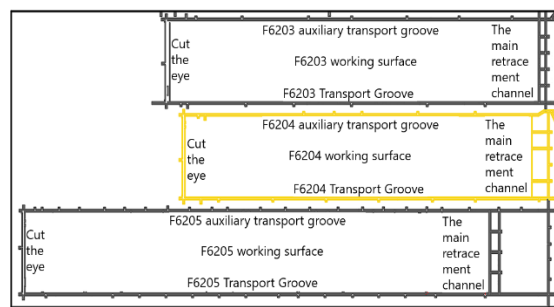 F6203 auxiliary transport groove
Cut
the
eye
F6203 working surface
The
main
retrace
ment
channel
F6203 Transport Groove
F6204 auxiliary transport groove
Cut
the
eye
F6204 working surface
The
main
retrace
ment
channel
F6204 Transport Groove
F6205 auxiliary transport groove
Cut
the
eye
F6205 working surface
The
main
retrace
ment
channel
F6205 Transport Groove